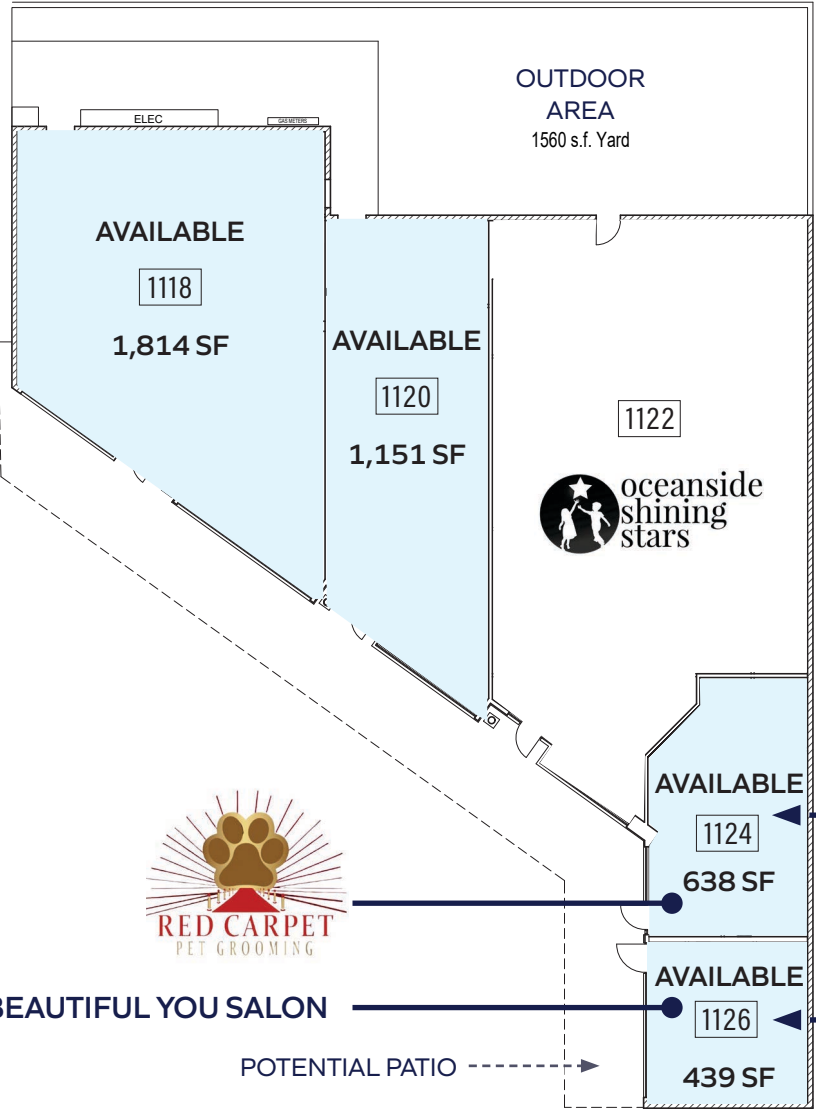 OUTDOOR
AREA
1560 s.f. Yard
ELEC
GAS METERS
AVAILABLE
1118
1,814 SF
AVAILABLE
1120
1,151 SF
1122
oceanside
shining
stars
AVAILABLE
1124
638 SF
RED CARPET
PET GROOMING
AVAILABLE
1126
439 SF
BEAUTIFUL YOU SALON
POTENTIAL PATIO